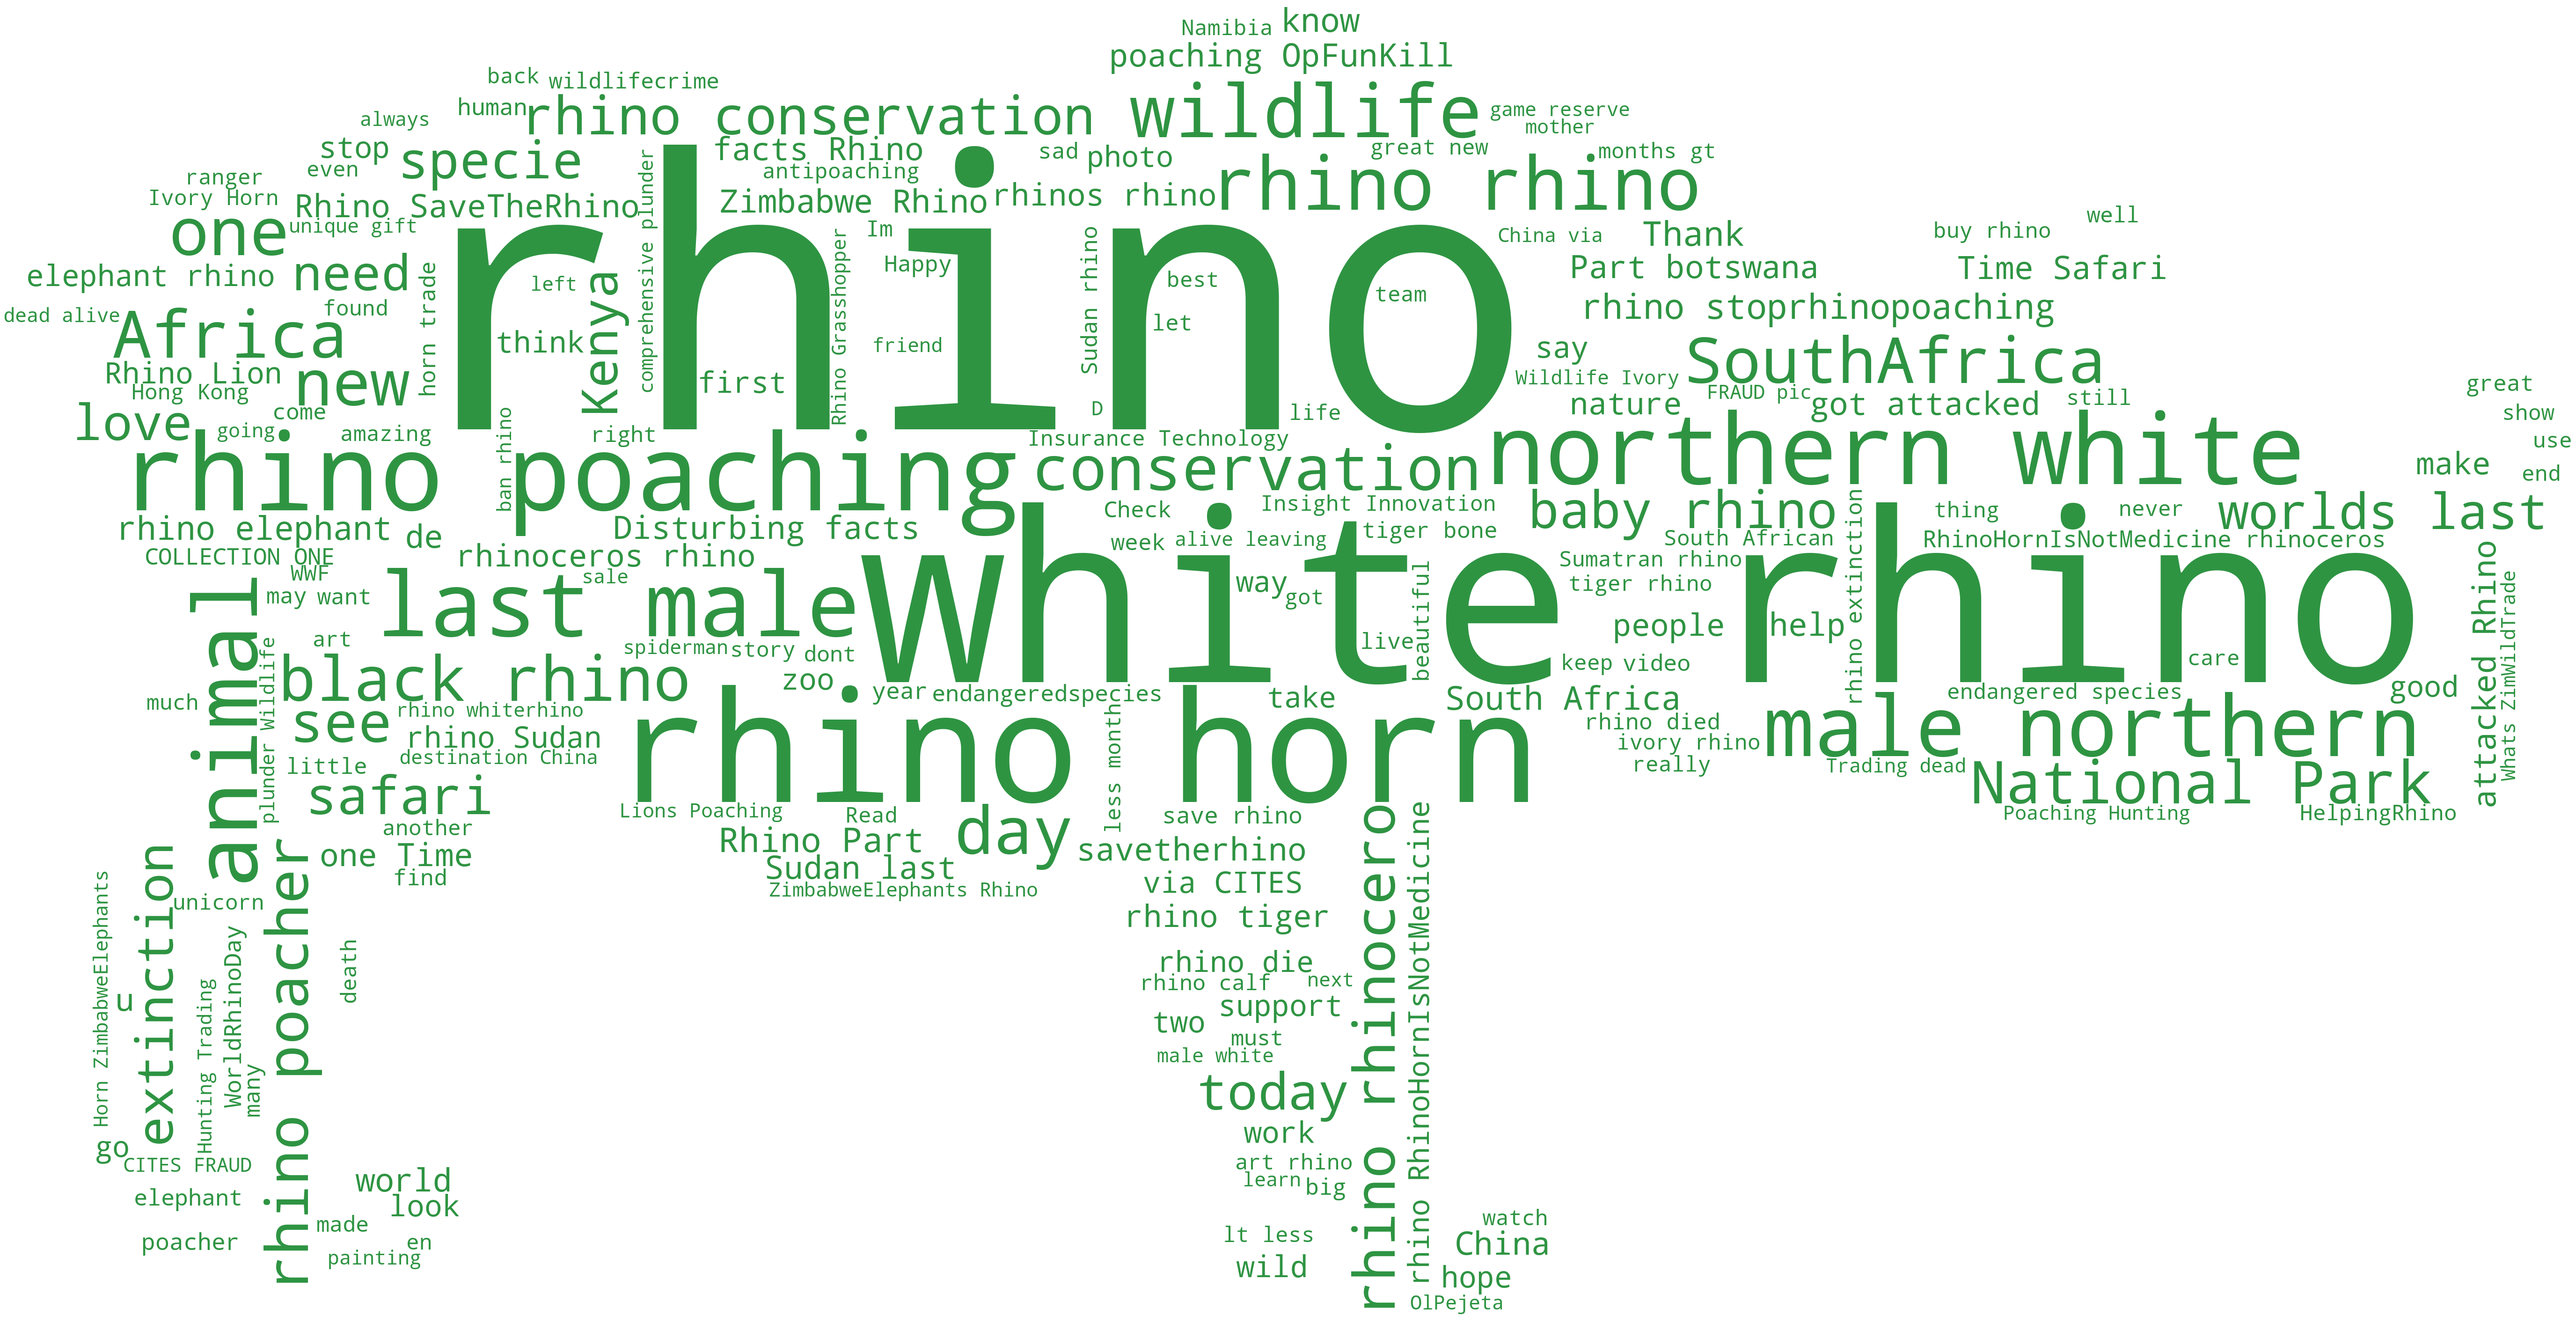 Namibia
know
poaching OpFunKill
back
wildlifecrime
human
rhino conservation
wildlife
game reserve
mother
always
stop
even
specie
facts Rhino
antipoaching
sad
photo
great new
months gt
ranger
Ivory Horn
Rhino SaveTheRhino
comprehensive plunder
Zimbabwe Rhino
rhinos rhino
rhino rhino
one
unique gift
rhino
Im
Sudan rhino
China via
Thank
buy rhino
well
elephant rhino
need
horn trade
left
Kenya
Rhino Grasshopper
Happy
best
team
Part botswana
Time Safari
dead alive
found
Africa
think
friend
let
rhino stoprhinopoaching
Rhino Lion
Hong Kong
new
first
say
SouthAfrica
Wildlife Ivory
FRAUD pic
great
love
come
going
amazing
ban rhino
right
D
life
nature
got attacked
still
show
use
rhino
poaching
Insurance Technology
conservation
northern white
make
end
rhino elephant
de
Disturbing facts
Check
Insight Innovation
baby rhino
rhino extinction
thing
never
worlds last
COLLECTION ONE
WWF
rhinoceros rhino
week
alive leaving
tiger bone
South African
RhinoHornIsNotMedicine rhinoceros
animal
may
want
last male
sale
white rhino
way
got
beautiful
Sumatran rhino
tiger rhino
attacked Rhino
Whats ZimWildTrade
art
plunder Wildlife
spiderman
story
dont
live
people
help
keep
video
care
much
black rhino
zoo
year
endangeredspecies
take
South Africa
endangered species
good
see
rhino whiterhino
rhino Sudan
destination China
rhino horn
less month
rhino died
ivory rhino
really
male northern
little
safari
Trading dead
National Park
Lions Poaching
Read
save rhino
Poaching Hunting
HelpingRhino
another
one Time
find
Rhino Part
day
Sudan last
ZimbabweElephants Rhino
savetherhino
via CITES
rhino tiger
rhino rhinocero
rhino RhinoHornIsNotMedicine
Horn ZimbabweElephants
extinction
unicorn
rhino poacher
u
Hunting Trading
WorldRhinoDay
many
death
rhino die
rhino calf
next
support
two
must
male white
today
work
go
CITES FRAUD
elephant
poacher
world
look
made
en
painting
art rhino
learn
big
lt less
wild
watch
China
hope
OlPejeta